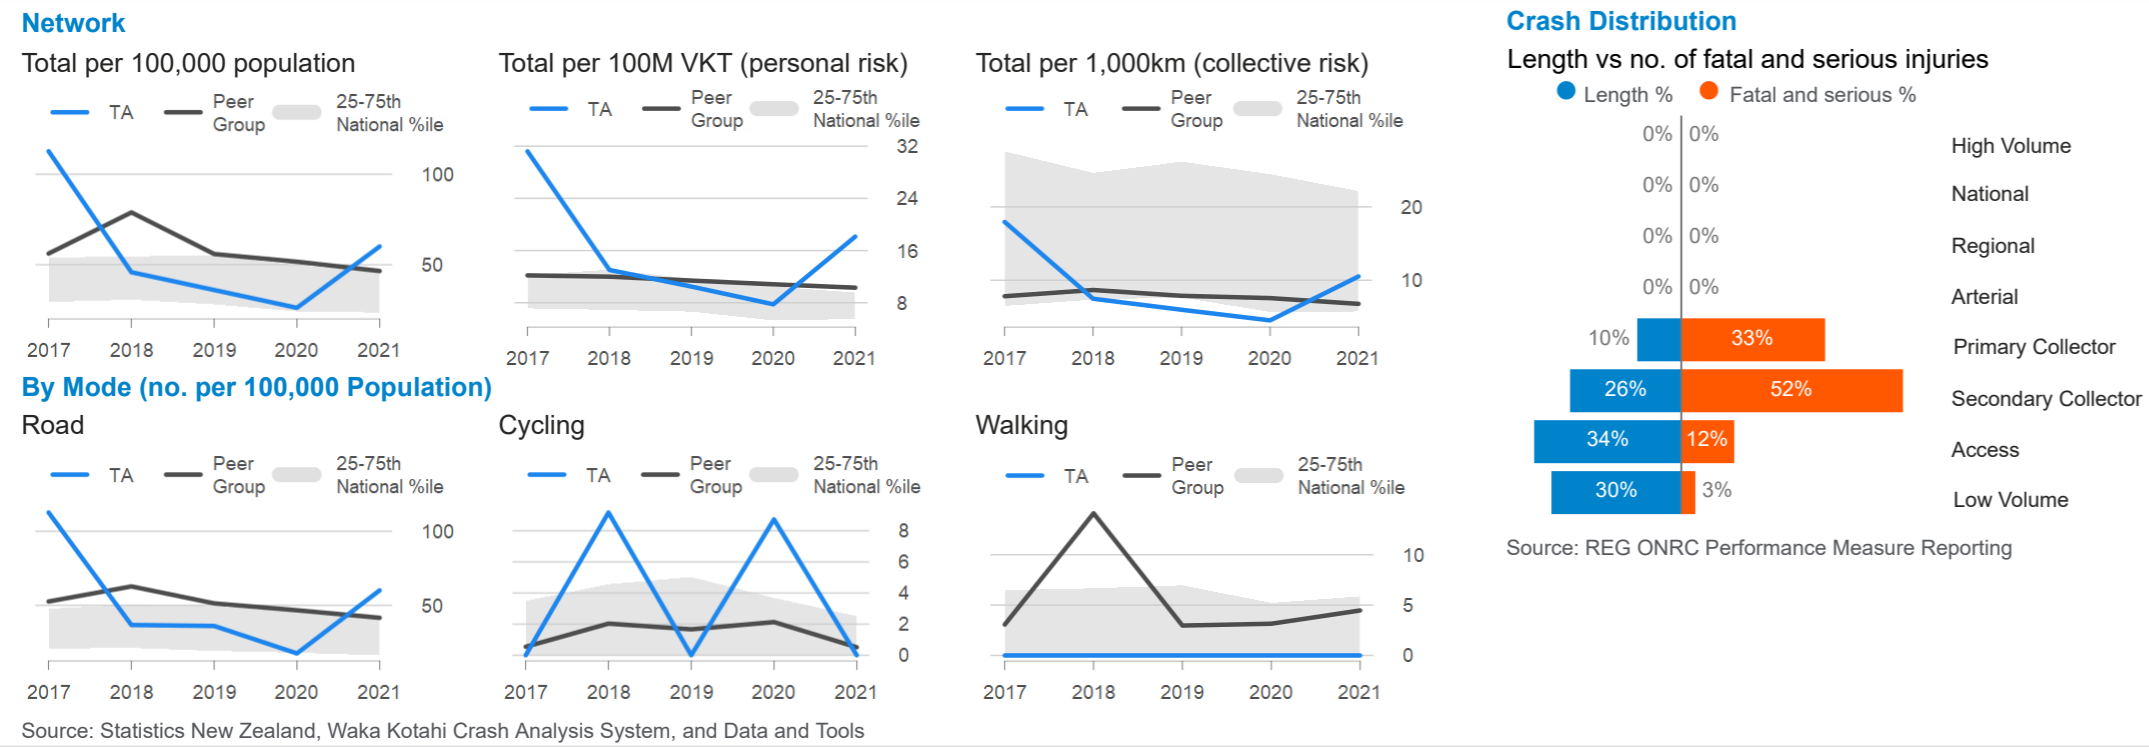 Network
Total per 100,000 population
TA
Peer
Group
25-75th
National %ile
100
50
2017 2018 2019 2020 2021
Total per 100M VKT (personal risk)
TA
Peer
Group
25-75th
National %ile
32
24
16
8
2017 2018 2019 2020 2021
Total per 1,000km (collective risk)
TA
Peer
Group
25-75th
National %ile
20
10
2017 2018 2019 2020 2021
By Mode (no. per 100,000 Population)
Road
TA
Peer
Group
25-75th
National %ile
100
50
2017 2018 2019 2020 2021
Cycling
TA
Peer
Group
25-75th
National %ile
8
6
4
2
0
2017 2018 2019 2020 2021
Walking
TA
Peer
Group
25-75th
National %ile
10
5
0
2017 2018 2019 2020 2021
Source: Statistics New Zealand, Waka Kotahi Crash Analysis System, and Data and Tools
Crash Distribution
Length vs no. of fatal and serious injuries
Length % Fatal and serious %
0% 0% High Volume
0% 0% National
0% 0% Regional
0% 0% Arterial
10% 33% Primary Collector
26% 52% Secondary Collector
34% 12% Access
30% 3% Low Volume
Source: REG ONRC Performance Measure Reporting